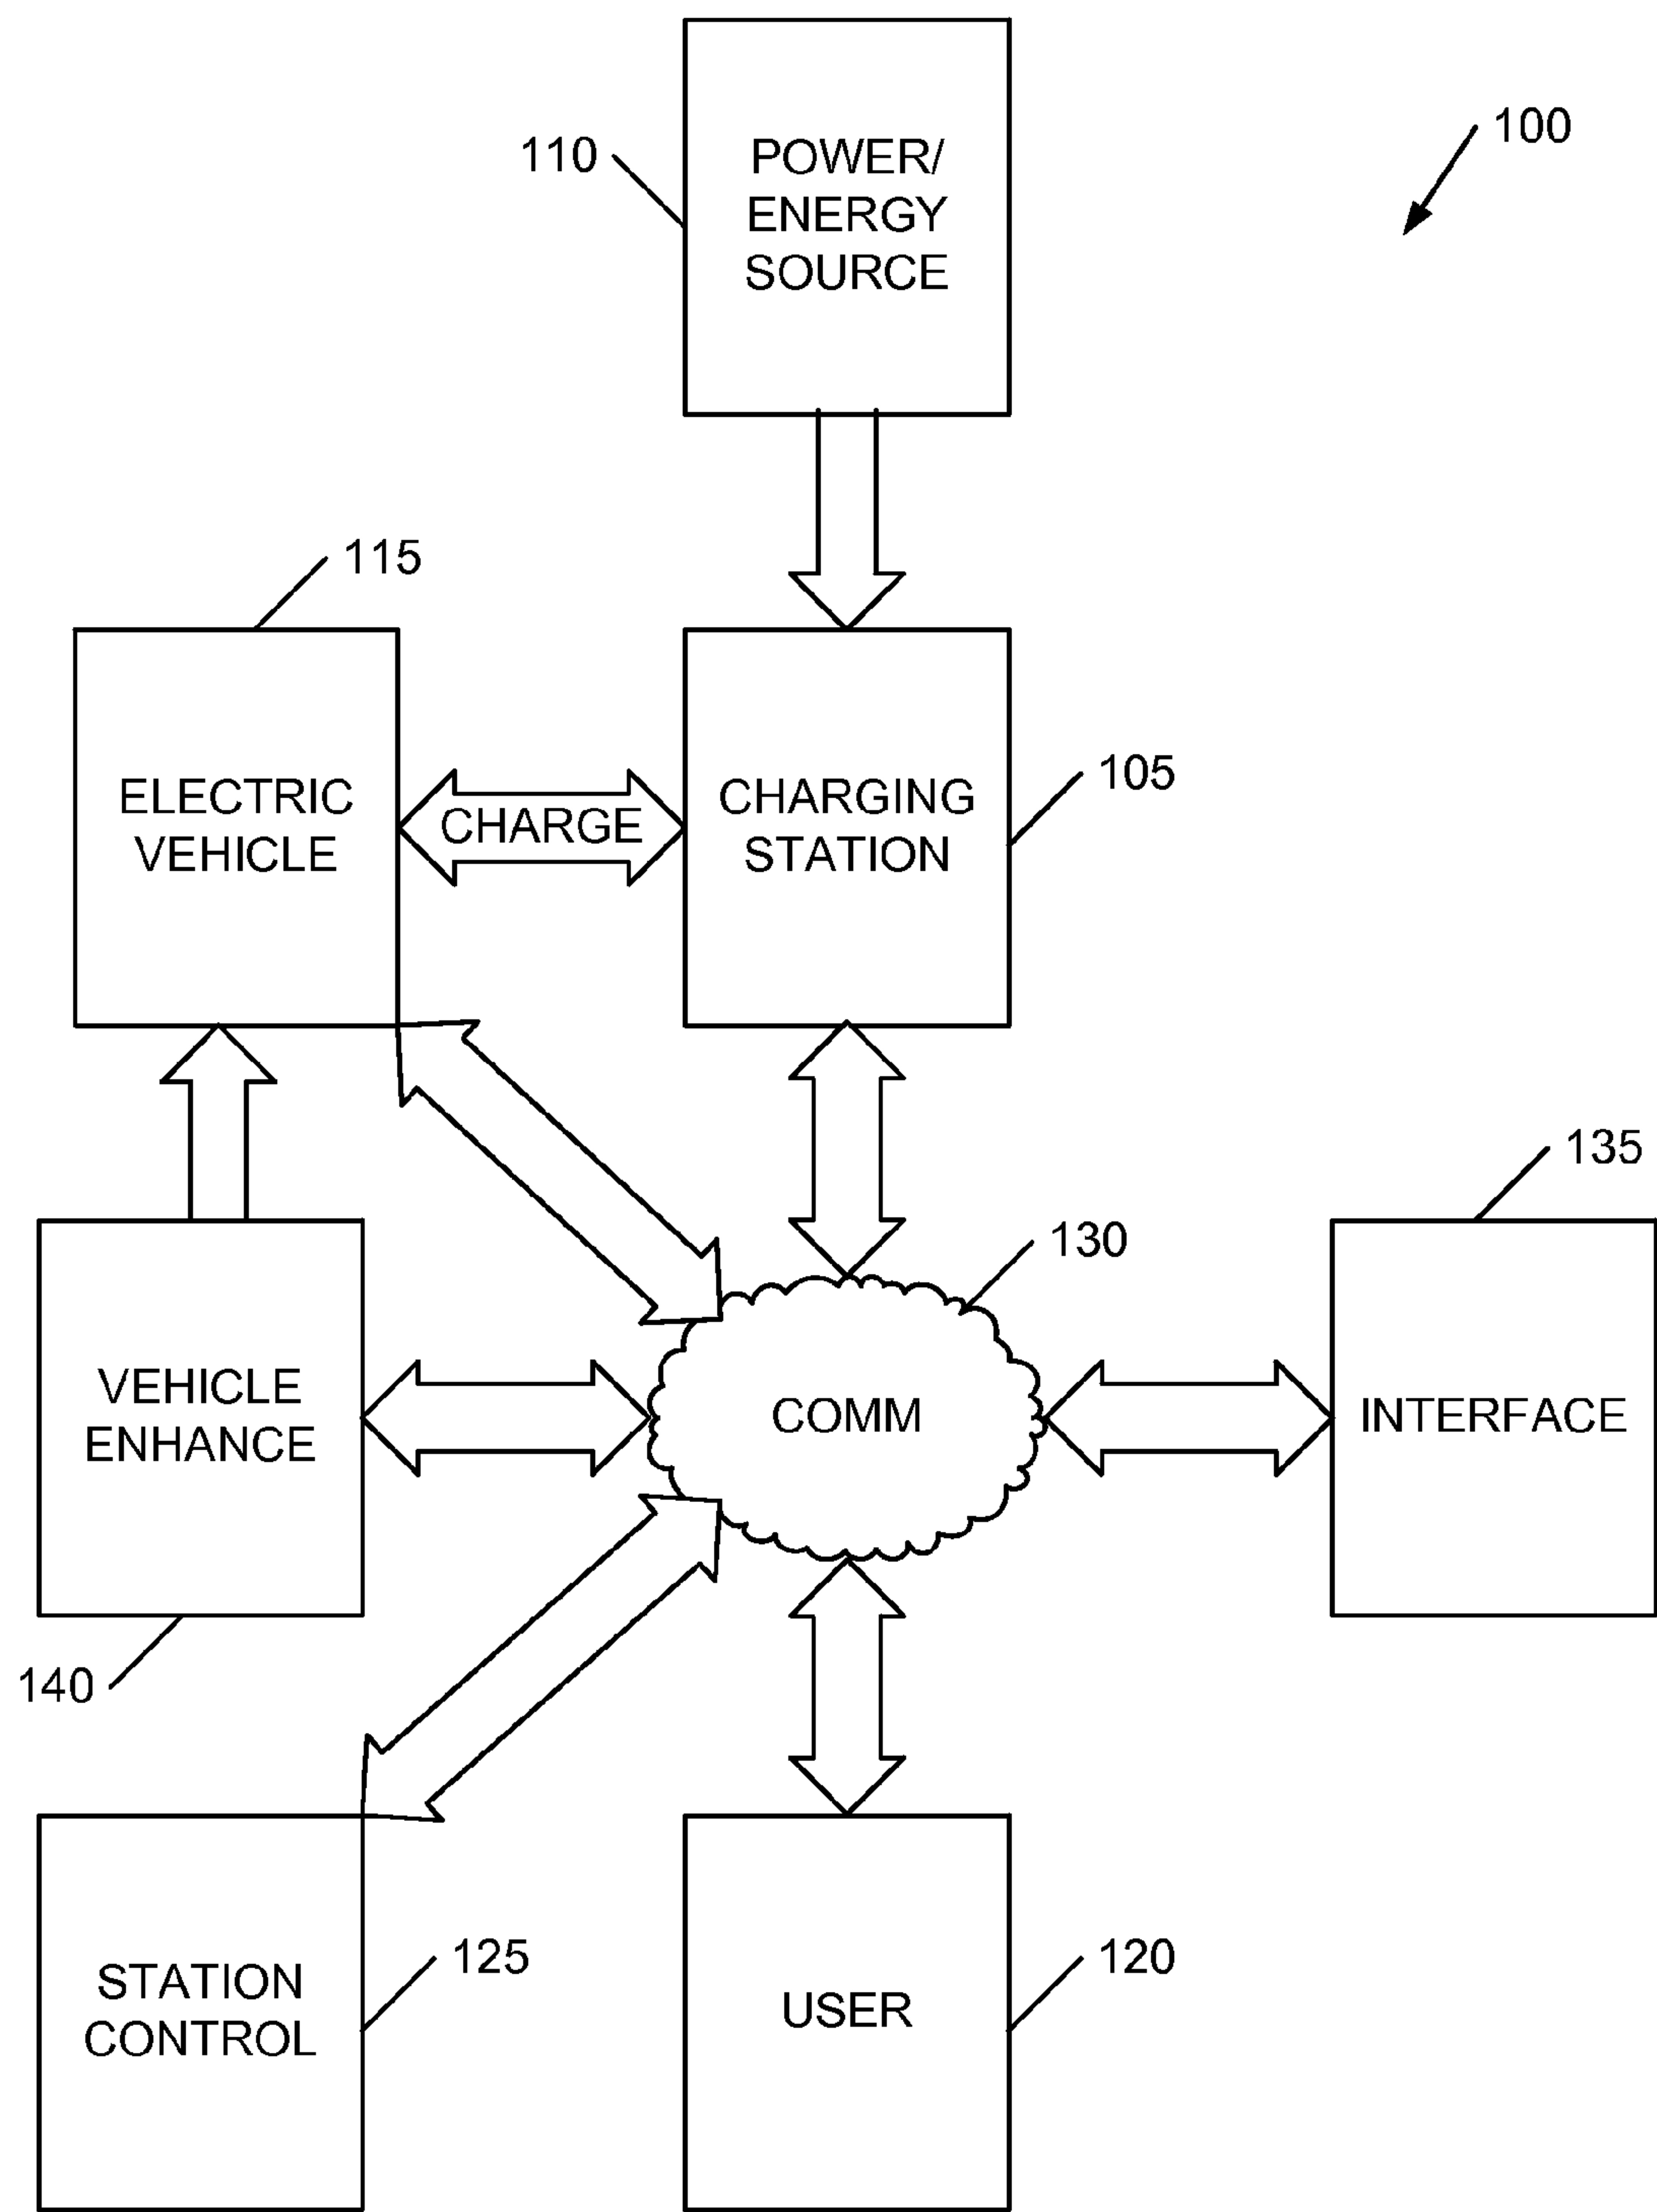 100
110
POWER/
ENERGY
SOURCE
115
ELECTRIC
VEHICLE
CHARGE
CHARGING
STATION
105
135
130
VEHICLE
ENHANCE
COMM
INTERFACE
140
STATION
CONTROL
125
USER
120